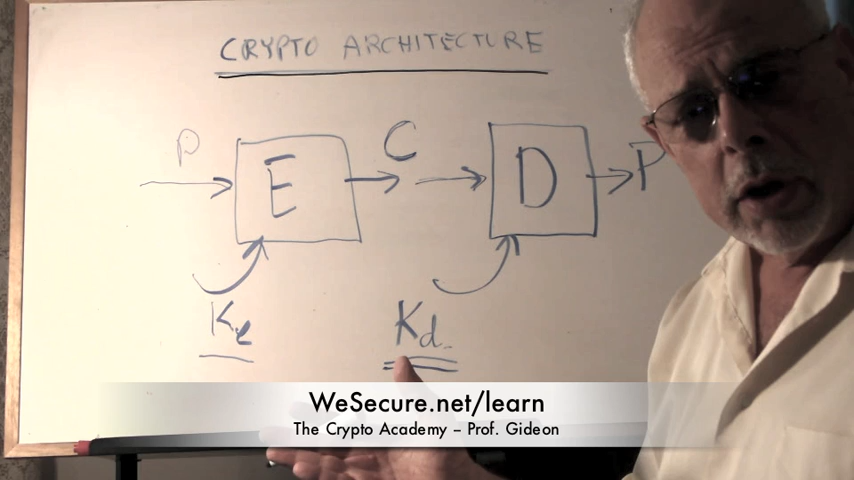 CRYPTO ARCHITECTURE
P E C D P
Ke Kd
WeSecure.net/learn
The Crypto Academy – Prof. Gideon